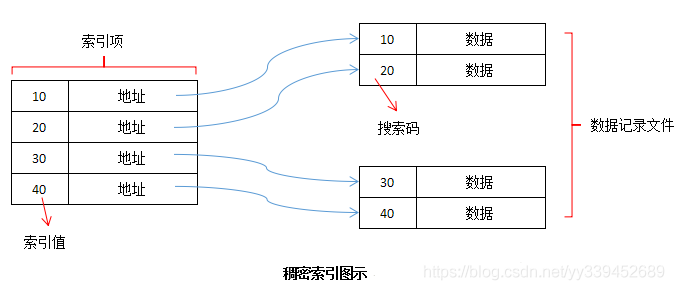 索引项
10 地址
20 地址
30 地址
40 地址
索引值
10 数据
20 数据
搜索码
30 数据
40 数据
数据记录文件
稠密索引图示
https://blog.csdn.net/yy339452689